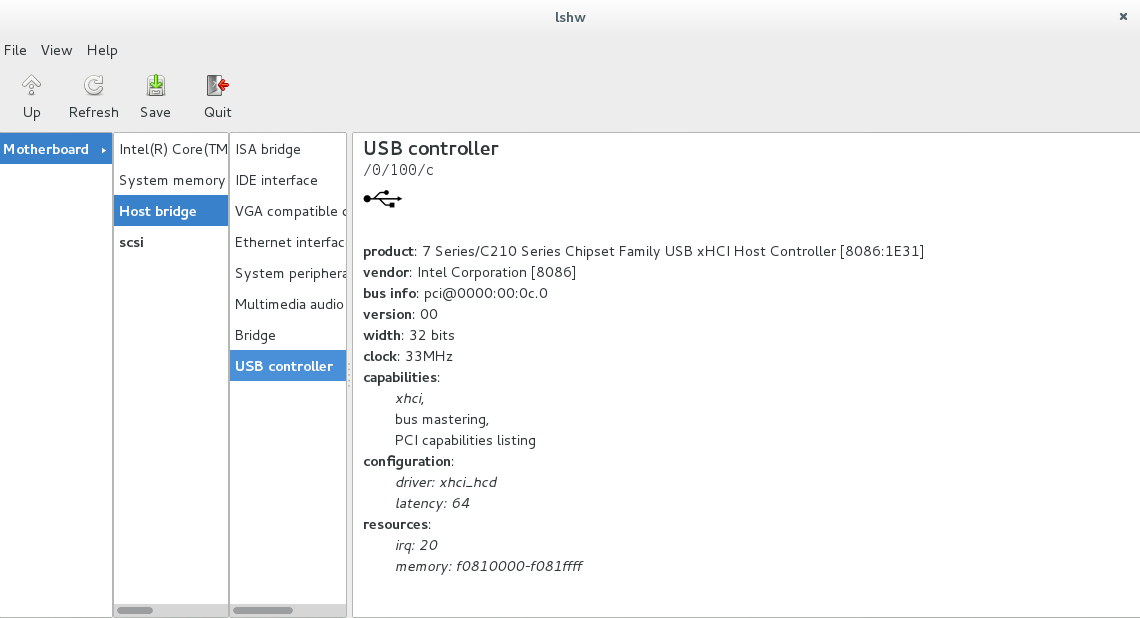 lshw
File View Help
Up Refresh Save Quit
Motherboard
Intel(R) Core(TM
System memory
Host bridge
scsi
ISA bridge
IDE interface
VGA compatible c
Ethernet interfac
System periphera
Multimedia audio
Bridge
USB controller
USB controller
/0/100/c
product: 7 Series/C210 Series Chipset Family USB xHCI Host Controller [8086:1E31]
vendor: Intel Corporation [8086]
bus info: pci@0000:00:0c.0
version: 00
width: 32 bits
clock: 33MHz
capabilities:
xhci,
bus mastering,
PCI capabilities listing
configuration:
driver: xhci_hcd
latency: 64
resources:
irq: 20
memory: f0810000-f081ffff